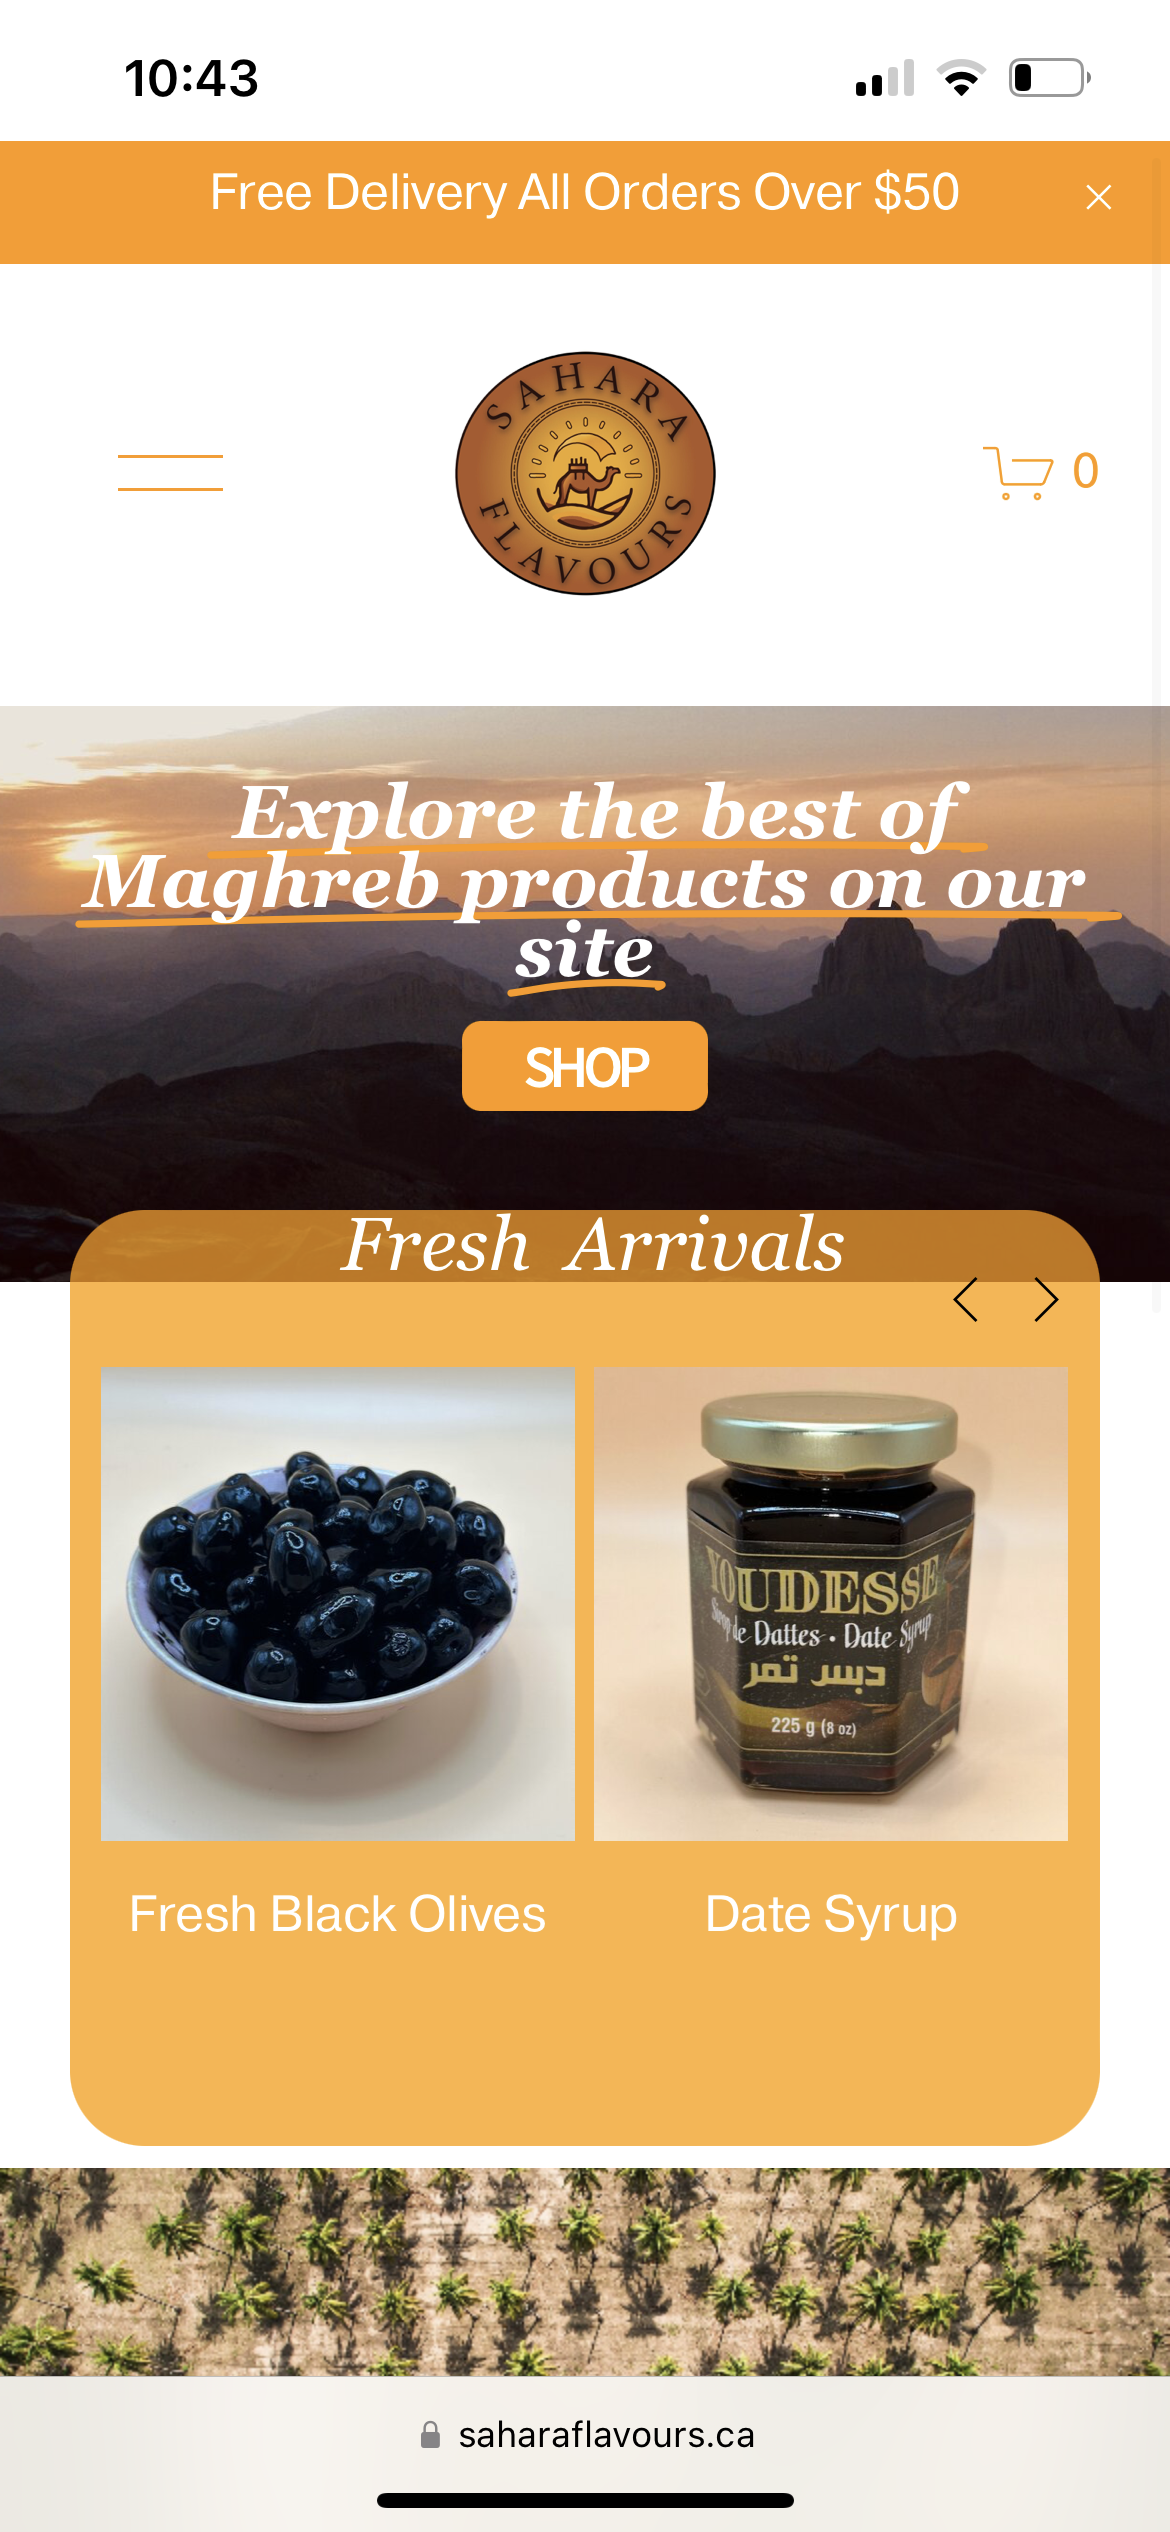 10:43
Free Delivery All Orders Over $50
SAHARA
FLAVOURS
0
Explore the best of
Maghreb products on our
site
SHOP
Fresh Arrivals
YOUDESSE
Sirop de Dattes · Date Syrup
دبس تمر
225 g (8 oz)
Fresh Black Olives
Date Syrup
saharaflavours.ca